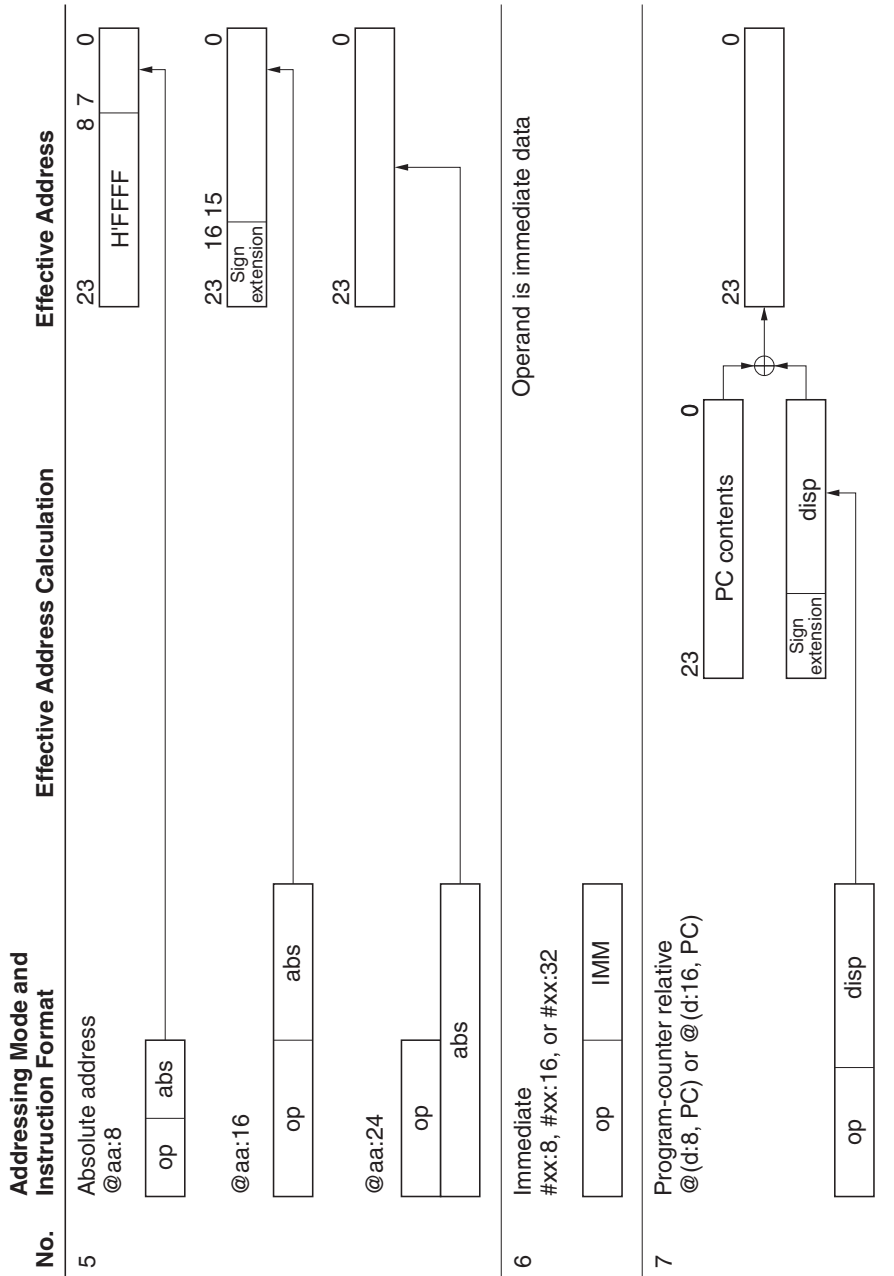 No. Addressing Mode and Instruction Format Effective Address Calculation Effective Address
5 Absolute address
@aa:8
op abs
23 8 7 0
H'FFFF
@aa:16
op abs
23 16 15 0
Sign extension
@aa:24
op
abs
23 0
6 Immediate
#xx:8, #xx:16, or #xx:32
op IMM
Operand is immediate data
7 Program-counter relative
@(d:8, PC) or @(d:16, PC)
op disp
23 0
PC contents
Sign extension disp
23 0